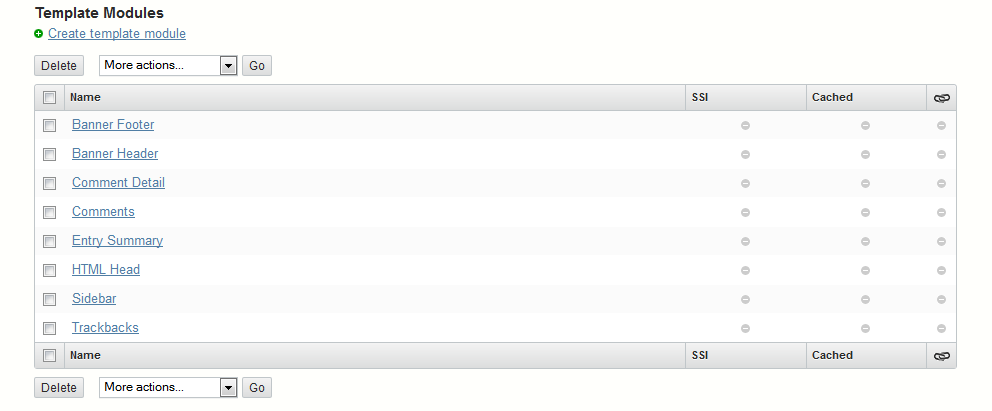 Template Modules
Create template module
Delete More actions... Go
Name SSI Cached
Banner Footer
Banner Header
Comment Detail
Comments
Entry Summary
HTML Head
Sidebar
Trackbacks
Name SSI Cached
Delete More actions... Go